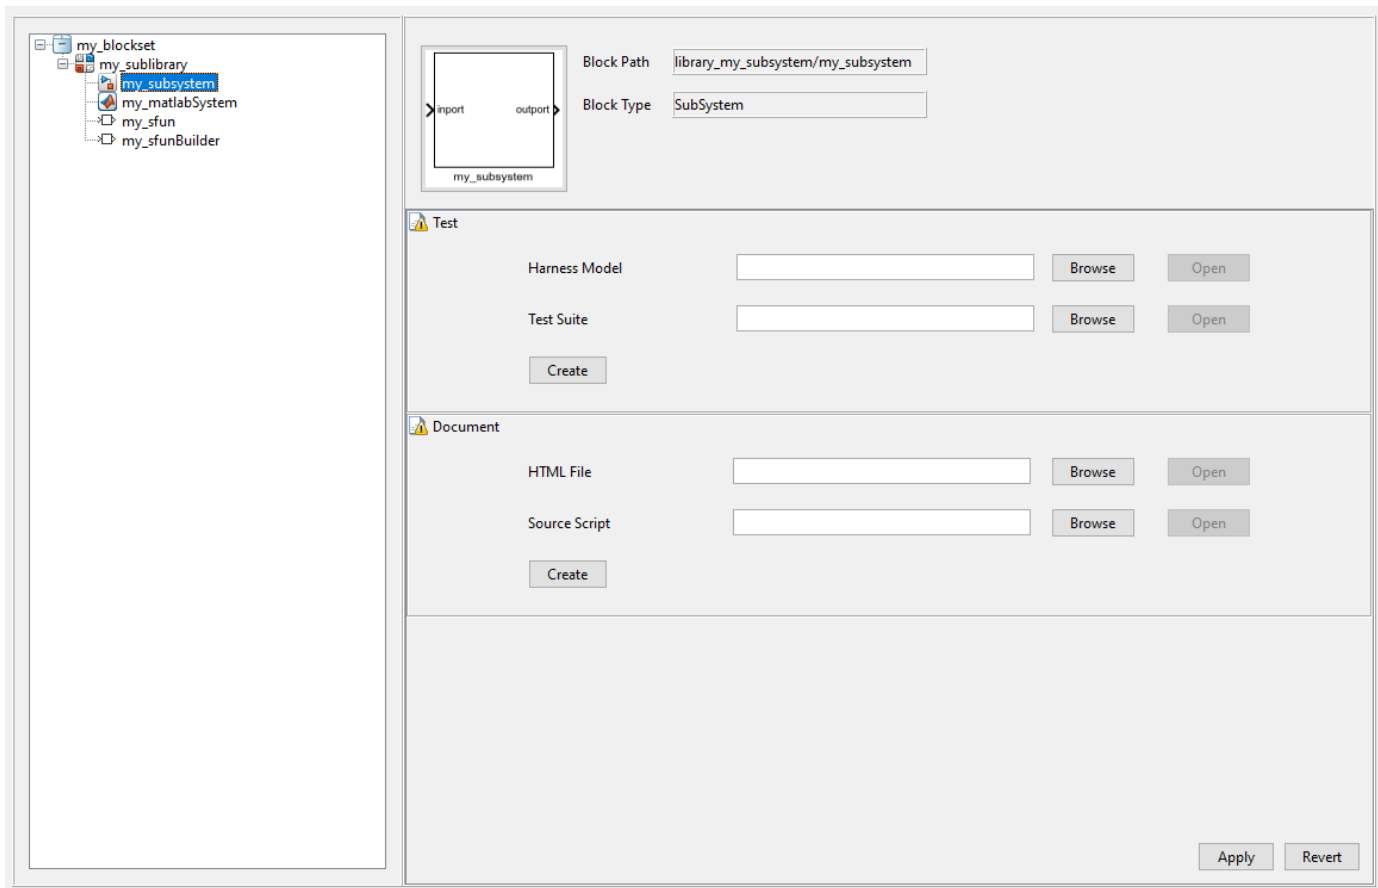 my_blockset
my_sublibrary
my_subsystem
my_matlabSystem
my_sfun
my_sfunBuilder
inport outport
my_subsystem
Block Path library_my_subsystem/my_subsystem
Block Type SubSystem
Test
Harness Model Browse Open
Test Suite Browse Open
Create
Document
HTML File Browse Open
Source Script Browse Open
Create
Apply Revert